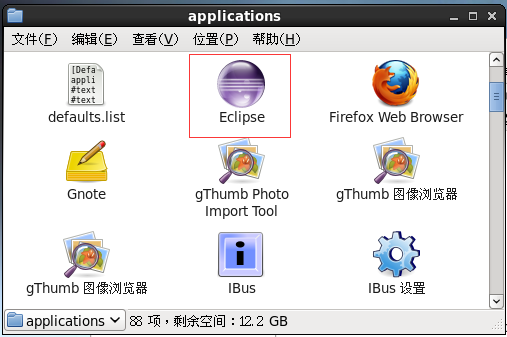 applications
文件(F) 编辑(E) 查看(V) 位置(P) 帮助(H)
[Defa
appli
#text
#text
defaults.list
Eclipse
Firefox Web Browser
Gnote
gThumb Photo
Import Tool
gThumb 图像浏览器
gThumb 图像浏览器
IBus
IBus 设置
applications 88 项，剩余空间：12.2 GB